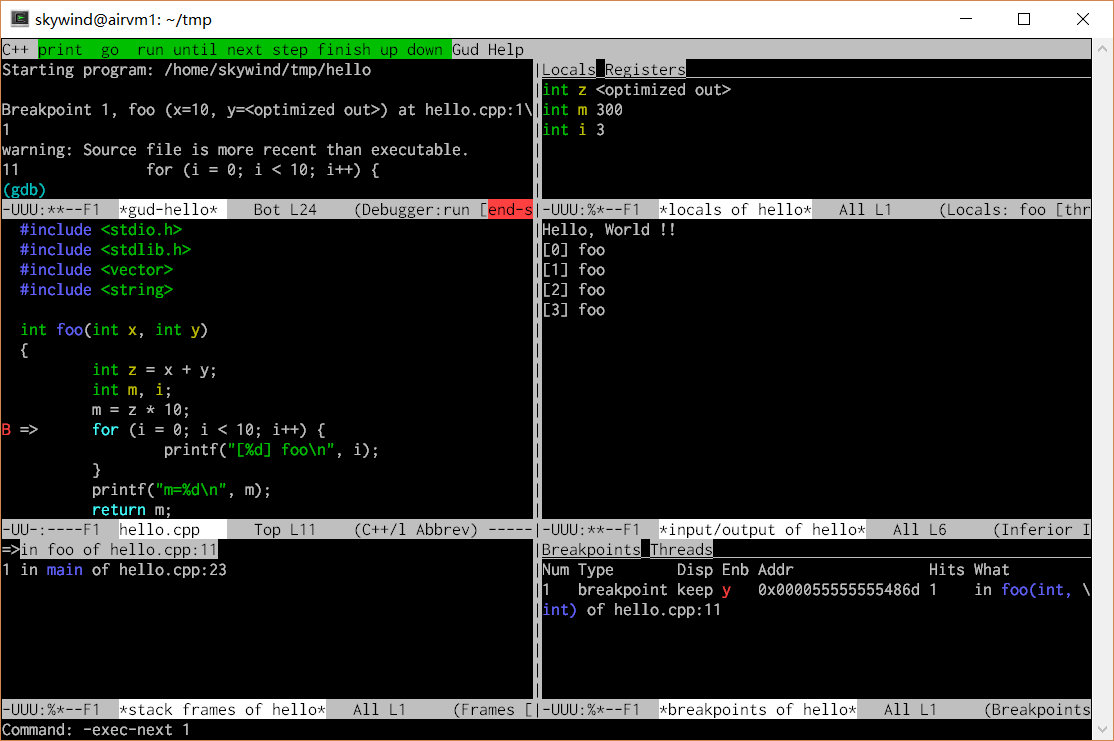 skywind@airvm1: ~/tmp
C++ print  go  run until next step finish up down Gud Help
Starting program: /home/skywind/tmp/hello
Breakpoint 1, foo (x=10, y=<optimized out>) at hello.cpp:1\
1
warning: Source file is more recent than executable.
11              for (i = 0; i < 10; i++) {
(gdb)
-UUU:**--F1  *gud-hello*    Bot L24    (Debugger:run [end-s
Locals Registers
int z <optimized out>
int m 300
int i 3
-UUU:%*--F1  *locals of hello*   All L1     (Locals: foo [thr
#include <stdio.h>
#include <stdlib.h>
#include <vector>
#include <string>
int foo(int x, int y)
{
int z = x + y;
int m, i;
m = z * 10;
B =>      for (i = 0; i < 10; i++) {
printf("[%d] foo\n", i);
}
printf("m=%d\n", m);
return m;
-UU-:----F1  hello.cpp      Top L11    (C++/l Abbrev) -----
Hello, World !!
[0] foo
[1] foo
[2] foo
[3] foo
-UUU:**--F1  *input/output of hello*   All L6     (Inferior I
=>in foo of hello.cpp:11
1 in main of hello.cpp:23
-UUU:%*--F1  *stack frames of hello*   All L1     (Frames [
Breakpoints Threads
Num Type       Disp Enb Addr               Hits What
1   breakpoint keep y   0x000055555555486d 1    in foo(int, \
int) of hello.cpp:11
-UUU:%*--F1  *breakpoints of hello*   All L1     (Breakpoints
Command: -exec-next 1